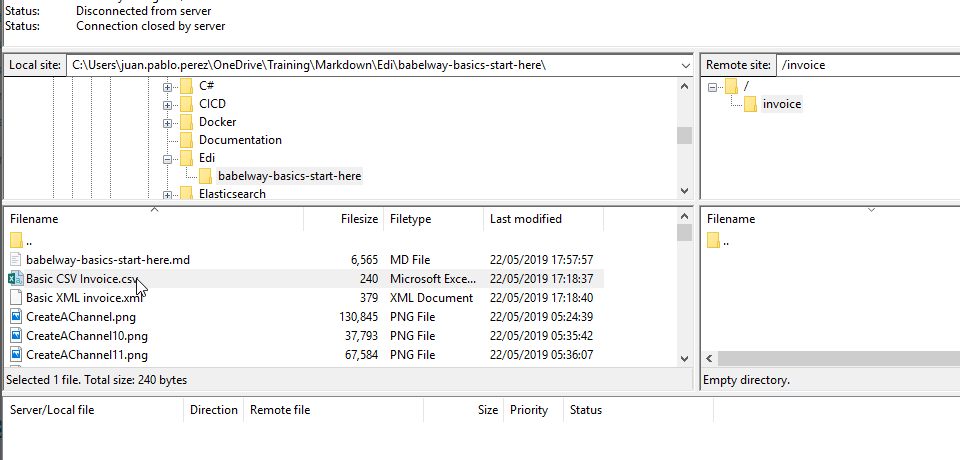 Status: Disconnected from server
Status: Connection closed by server
Local site: C:\Users\juan.pablo.perez\OneDrive\Training\Markdown\Edi\babelway-basics-start-here\
Remote site: /invoice
C#
CICD
Docker
Documentation
Edi
babelway-basics-start-here
Elasticsearch
/
invoice
Filename Filesize Filetype Last modified
..
babelway-basics-start-here.md 6,565 MD File 22/05/2019 17:57:57
Basic CSV Invoice.csv 240 Microsoft Exce... 22/05/2019 17:18:37
Basic XML invoice.xml 379 XML Document 22/05/2019 17:18:40
CreateAChannel.png 130,845 PNG File 22/05/2019 05:24:39
CreateAChannel10.png 37,793 PNG File 22/05/2019 05:35:42
CreateAChannel11.png 67,584 PNG File 22/05/2019 05:36:07
Selected 1 file. Total size: 240 bytes
Filename
..
Empty directory.
Server/Local file Direction Remote file Size Priority Status